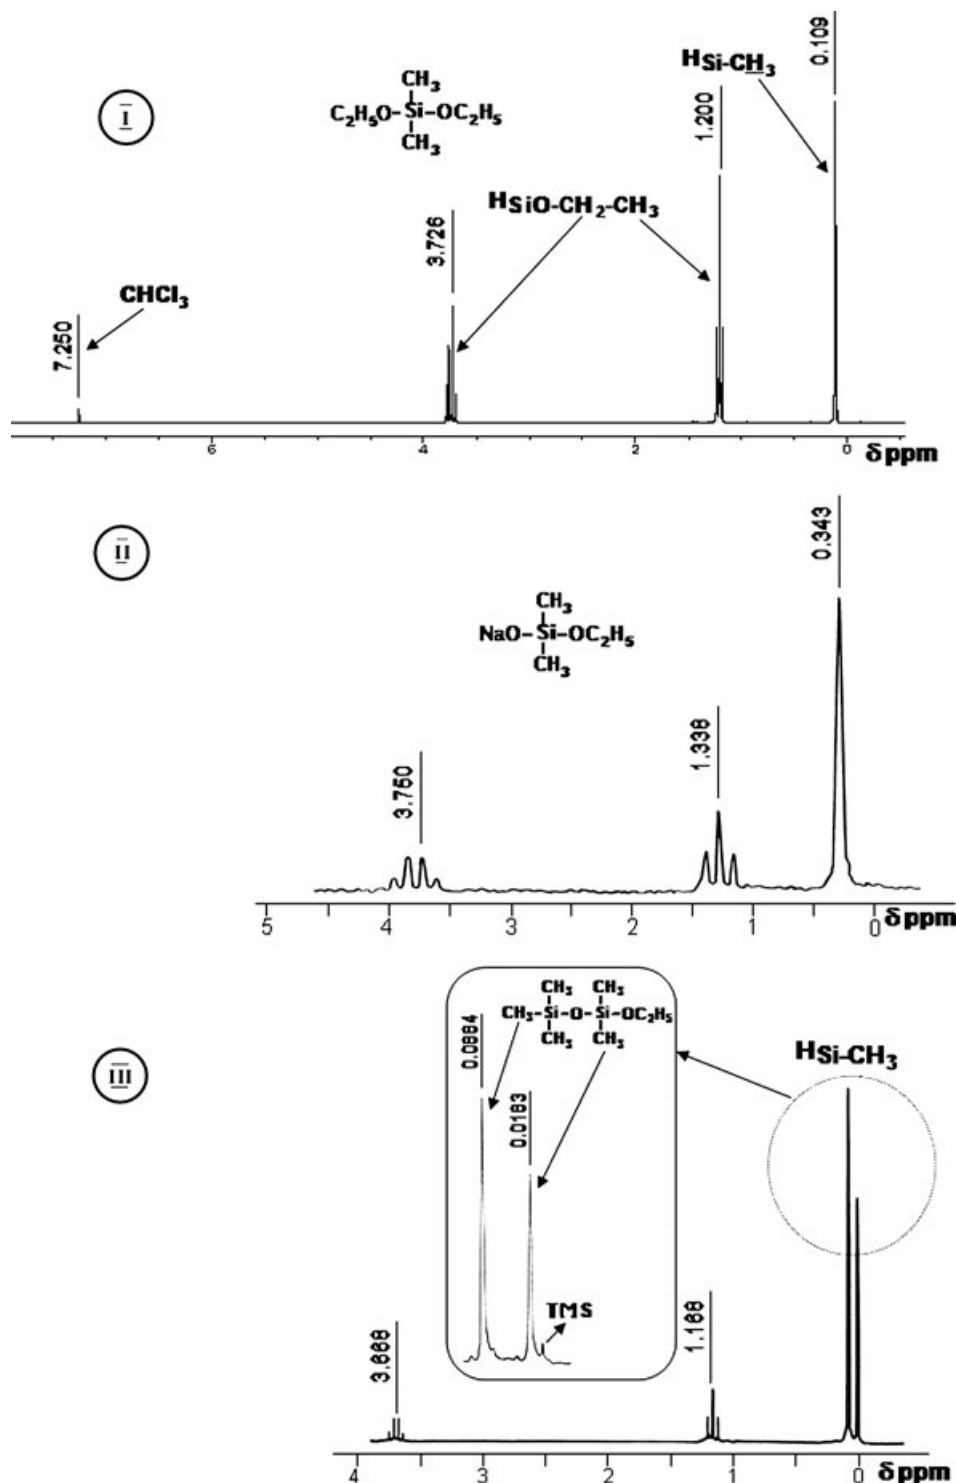 I
CH3
C2H5O-Si-OC2H5
CH3
HSi-CH3
0.109
1.200
HSiO-CH2-CH3
3.726
CHCl3
7.250
6
4
2
0
δ ppm
II
CH3
NaO-Si-OC2H5
CH3
0.343
1.338
3.750
5
4
3
2
1
0
δ ppm
III
CH3 CH3
CH3-Si-O-Si-OC2H5
CH3 CH3
0.0884
0.0183
TMS
HSi-CH3
3.668
1.168
4
3
2
1
0
δ ppm